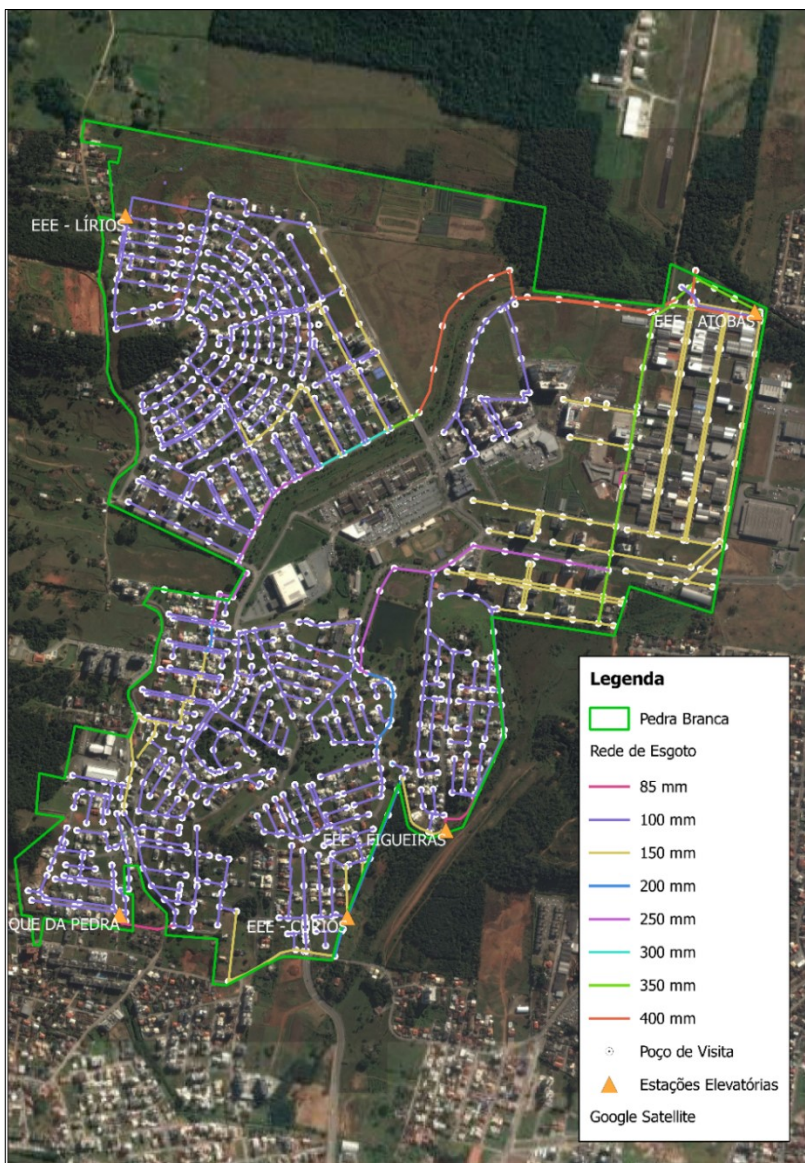 EEE - LÍRIOS
EEE - ATOBÁS
EEE - FIGUEIRAS
QUE DA PEDRA
EEE - CURIÓS
Legenda
Pedra Branca
Rede de Esgoto
85 mm
100 mm
150 mm
200 mm
250 mm
300 mm
350 mm
400 mm
Poço de Visita
Estações Elevatórias
Google Satellite